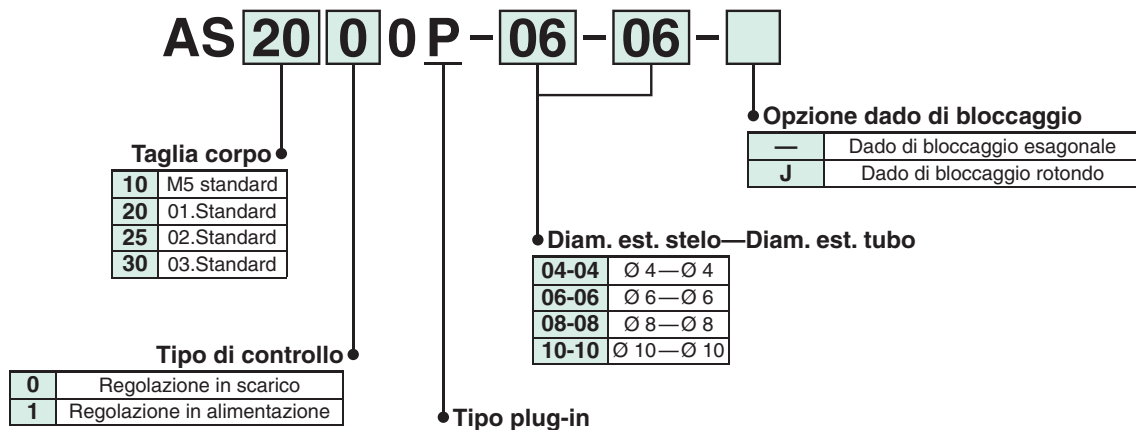 AS 20 0 0 P - 06 - 06 -
Opzione dado di bloccaggio
— Dado di bloccaggio esagonale
J Dado di bloccaggio rotondo
Taglia corpo
10 M5 standard
20 01.Standard
25 02.Standard
30 03.Standard
Diam. est. stelo—Diam. est. tubo
04-04 Ø 4—Ø 4
06-06 Ø 6—Ø 6
08-08 Ø 8—Ø 8
10-10 Ø 10—Ø 10
Tipo di controllo
0 Regolazione in scarico
1 Regolazione in alimentazione
Tipo plug-in